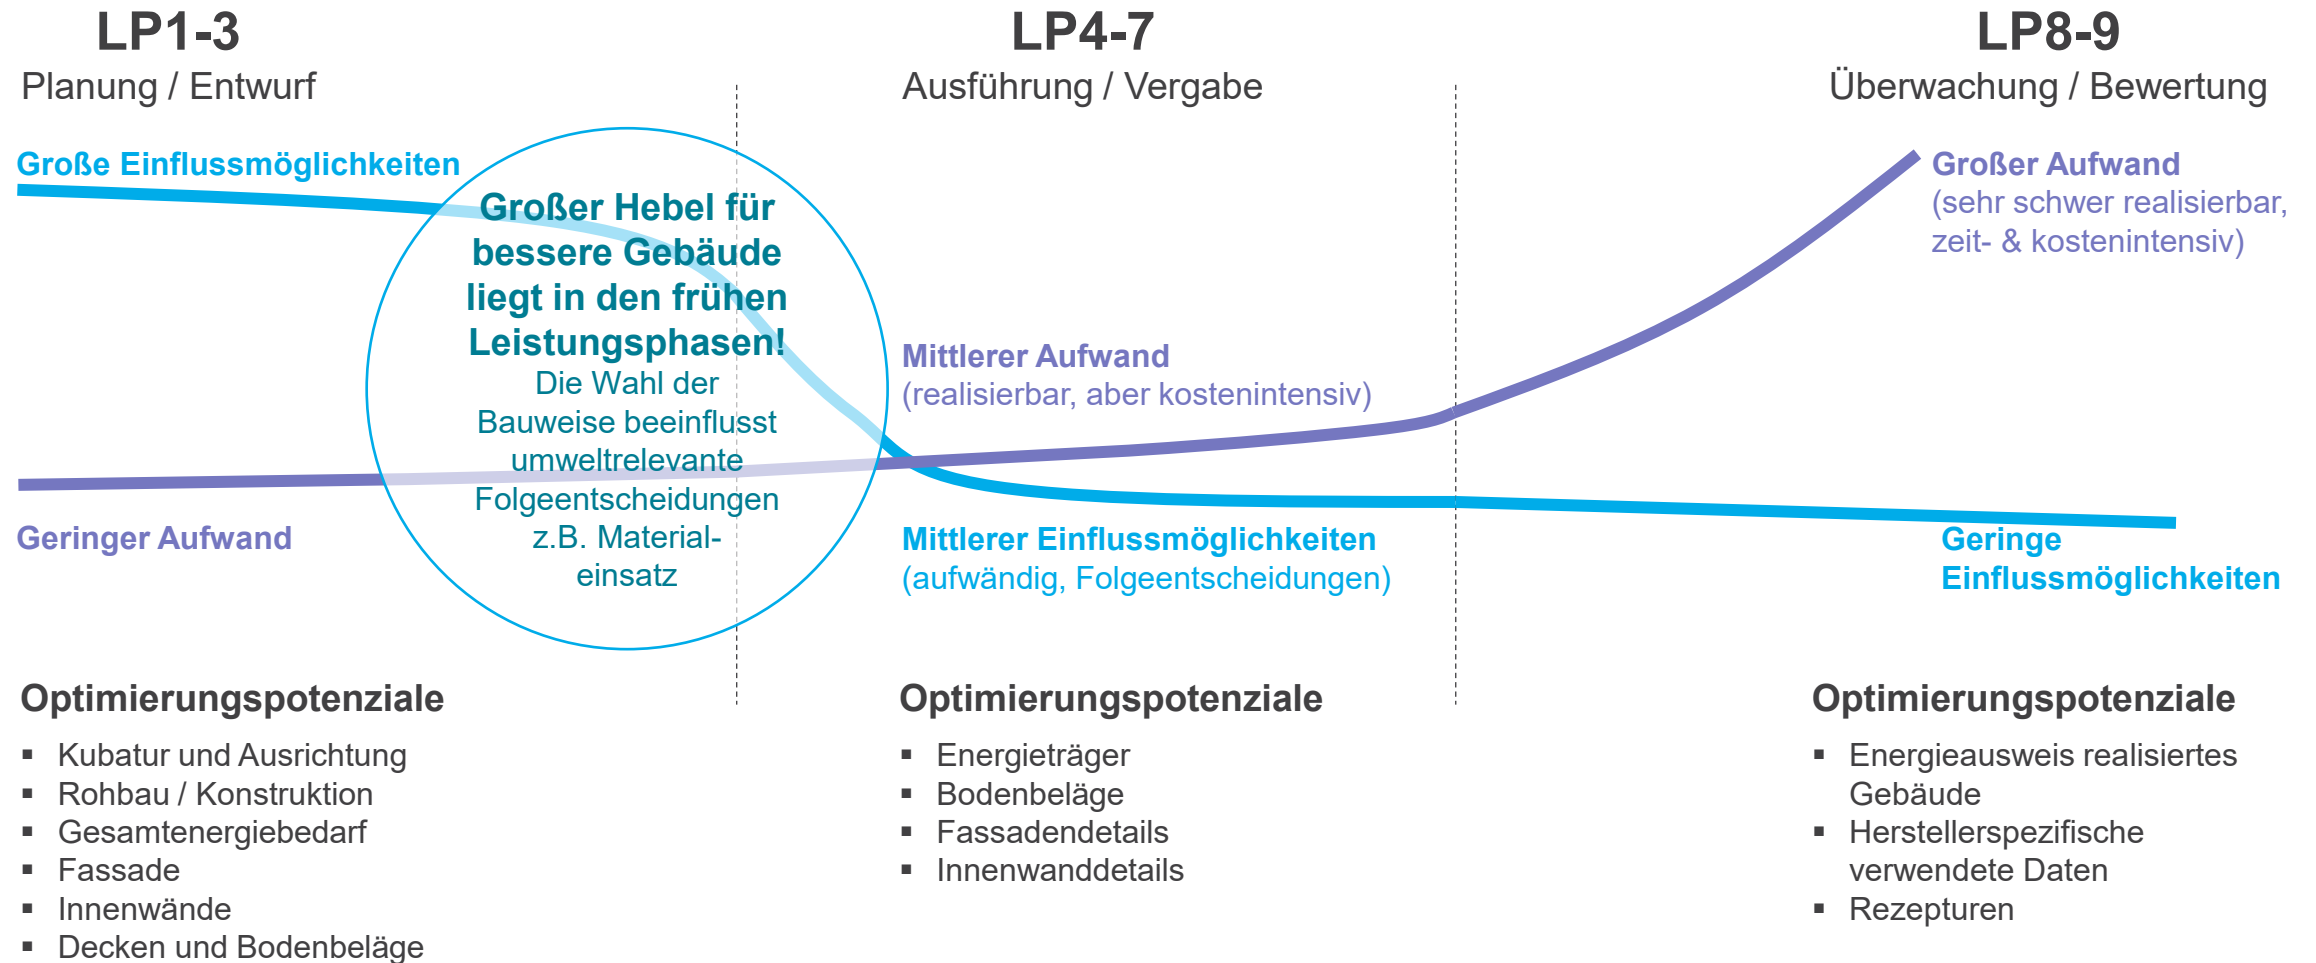 LP1-3
Planung / Entwurf
LP4-7
Ausführung / Vergabe
LP8-9
Überwachung / Bewertung
Große Einflussmöglichkeiten
Großer Hebel für
bessere Gebäude
liegt in den frühen
Leistungsphasen!
Die Wahl der
Bauweise beeinflusst
umweltrelevante
Folgeentscheidungen
z.B. Material-
einsatz
Geringer Aufwand
Mittlerer Aufwand
(realisierbar, aber kostenintensiv)
Mittlerer Einflussmöglichkeiten
(aufwändig, Folgeentscheidungen)
Großer Aufwand
(sehr schwer realisierbar,
zeit- & kostenintensiv)
Geringe
Einflussmöglichkeiten
Optimierungspotenziale
▪ Kubatur und Ausrichtung
▪ Rohbau / Konstruktion
▪ Gesamtenergiebedarf
▪ Fassade
▪ Innenwände
▪ Decken und Bodenbeläge
Optimierungspotenziale
▪ Energieträger
▪ Bodenbeläge
▪ Fassadendetails
▪ Innenwanddetails
Optimierungspotenziale
▪ Energieausweis realisiertes
Gebäude
▪ Herstellerspezifische
verwendete Daten
▪ Rezepturen